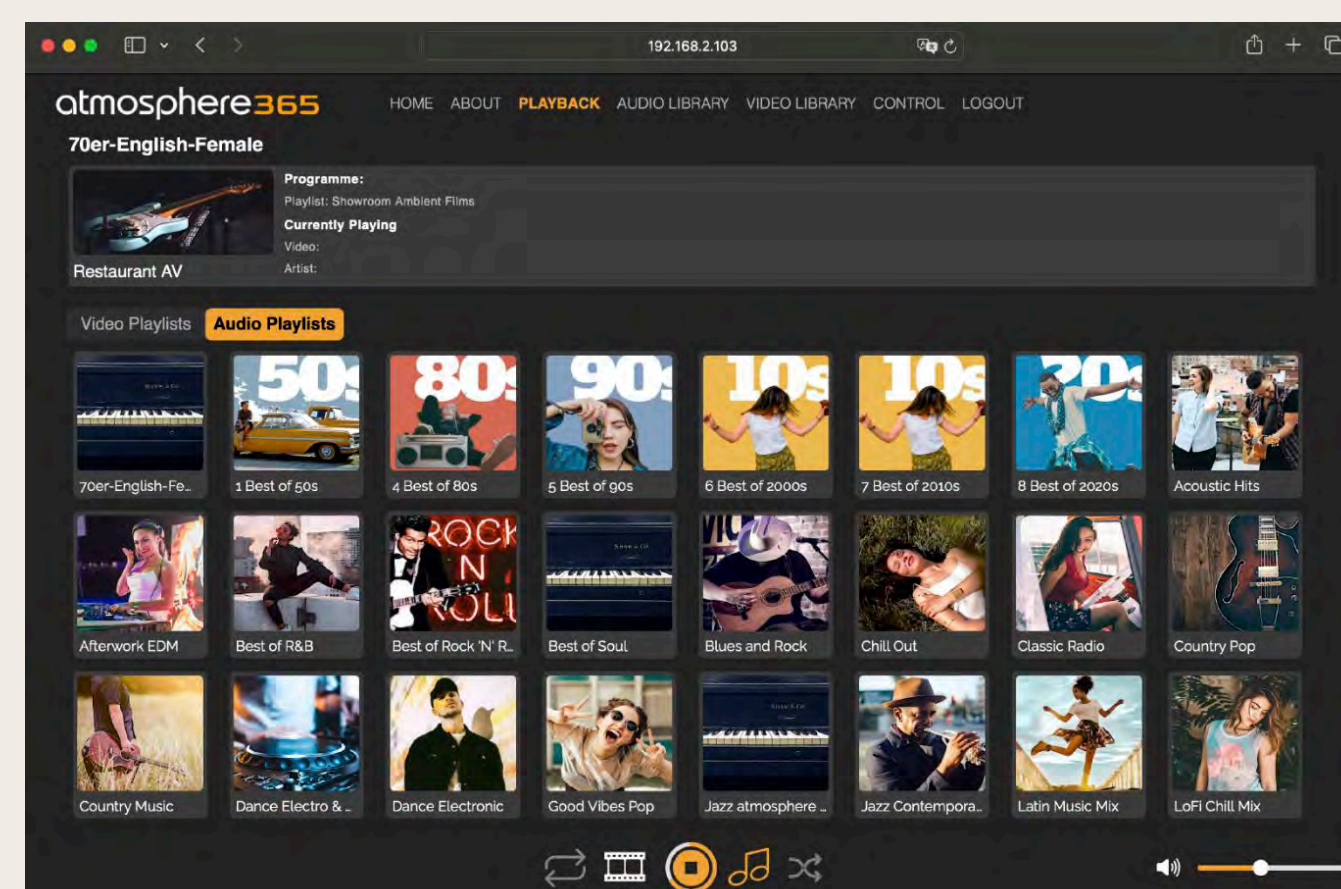 192.168.2.103
atmosphere365 HOME ABOUT PLAYBACK AUDIO LIBRARY VIDEO LIBRARY CONTROL LOGOUT
70er-English-Female
Programme:
Playlist: Showroom Ambient Films
Currently Playing
Video:
Artist:
Restaurant AV
Video Playlists Audio Playlists
50s 80s 90s 10s 10s 20s
70er-English-Fe... 1 Best of 50s 4 Best of 80s 5 Best of 90s 6 Best of 2000s 7 Best of 2010s 8 Best of 2020s Acoustic Hits
ROCK
N
ROLL
Afterwork EDM Best of R&B Best of Rock 'N' R... Best of Soul Blues and Rock Chill Out Classic Radio Country Pop
Country Music Dance Electro & ... Dance Electronic Good Vibes Pop Jazz atmosphere ... Jazz Contempora... Latin Music Mix LoFi Chill Mix